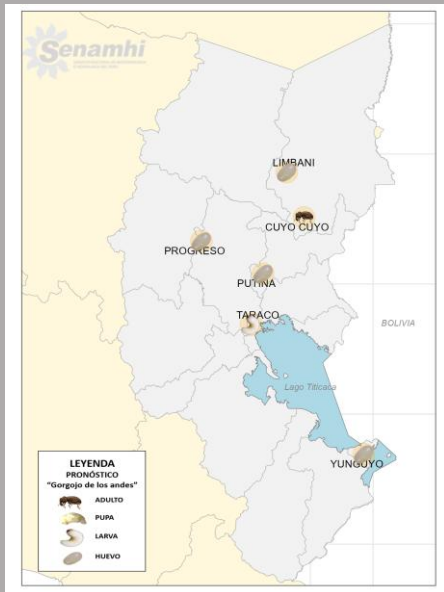 Senamhi
LIMBANI
CUYO CUYO
PROGRESO
PUTINA
TARACO
BOLIVIA
Lago Titicaca
YUNGUYO
LEYENDA
PRONÓSTICO
"Gorgojo de los andes"
ADULTO
PUPA
LARVA
HUEVO